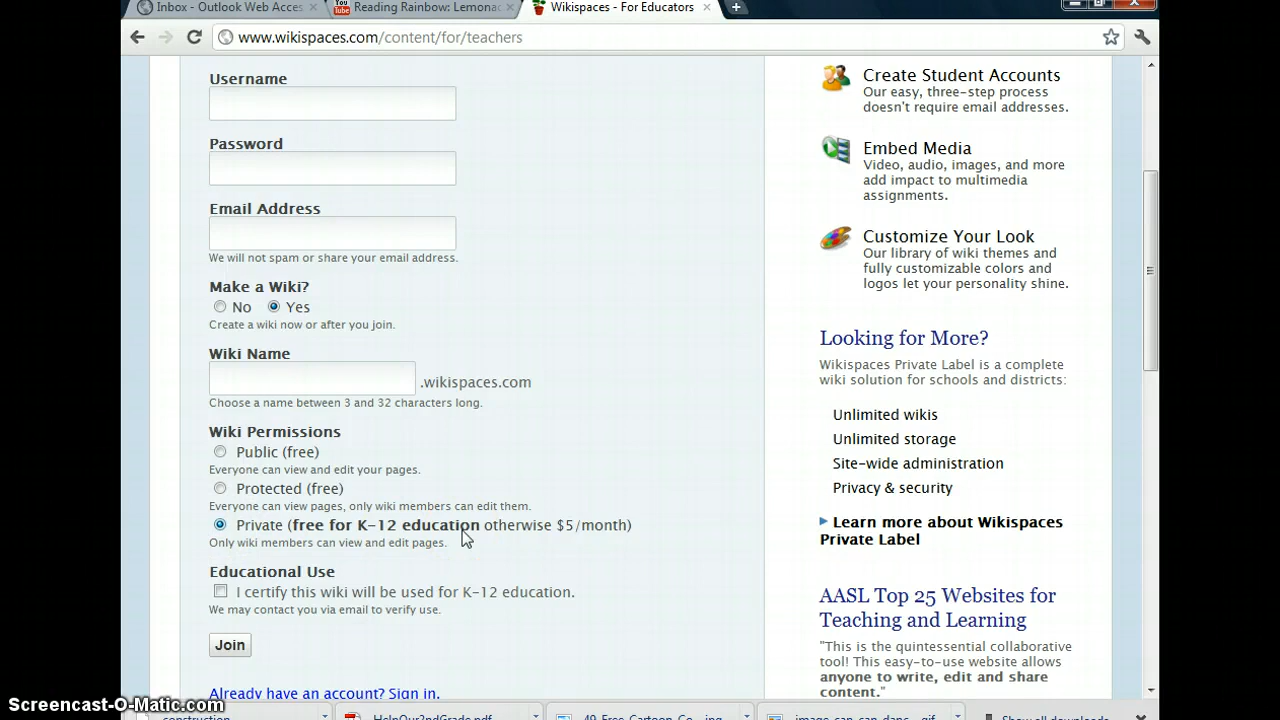 Inbox - Outlook Web Acces
Reading Rainbow: Lemonad
Wikispaces - For Educators
www.wikispaces.com/content/for/teachers
Username
Password
Email Address
We will not spam or share your email address.
Make a Wiki?
No Yes
Create a wiki now or after you join.
Wiki Name
.wikispaces.com
Choose a name between 3 and 32 characters long.
Wiki Permissions
Public (free)
Everyone can view and edit your pages.
Protected (free)
Everyone can view pages, only wiki members can edit them.
Private (free for K-12 education otherwise $5/month)
Only wiki members can view and edit pages.
Educational Use
I certify this wiki will be used for K-12 education.
We may contact you via email to verify use.
Join
Already have an account? Sign in.
Create Student Accounts
Our easy, three-step process
doesn't require email addresses.
Embed Media
Video, audio, images, and more
add impact to multimedia
assignments.
Customize Your Look
Our library of wiki themes and
fully customizable colors and
logos let your personality shine.
Looking for More?
Wikispaces Private Label is a complete
wiki solution for schools and districts:
Unlimited wikis
Unlimited storage
Site-wide administration
Privacy & security
Learn more about Wikispaces
Private Label
AASL Top 25 Websites for
Teaching and Learning
"This is the quintessential collaborative
tool! This easy-to-use website allows
anyone to write, edit and share
content."
construction
HelpOur2ndGrade.pdf
49-Free-Cartoon-Co....jpg
Show all downloads
Screencast-O-Matic.com